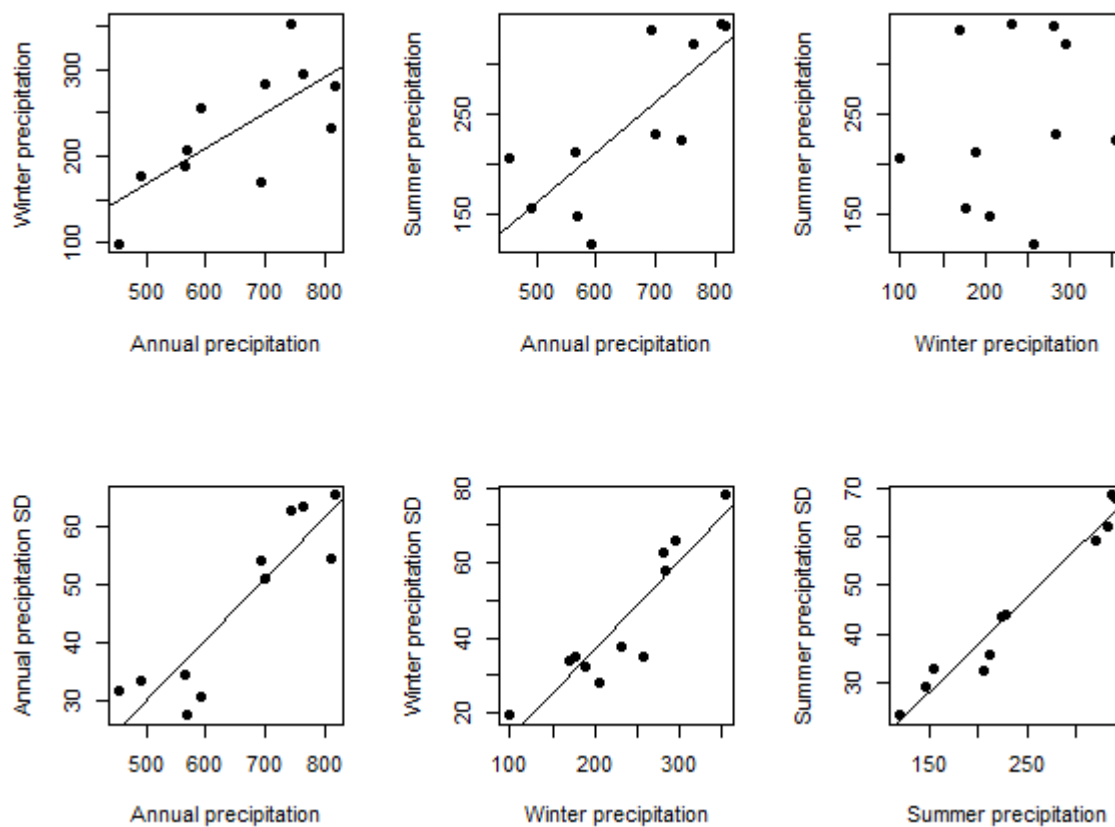 Winter precipitation
100 200 300
500 600 700 800
Annual precipitation
Summer precipitation
150 250
500 600 700 800
Annual precipitation
Summer precipitation
150 250
100 200 300
Winter precipitation
Annual precipitation SD
30 40 50 60
500 600 700 800
Annual precipitation
Winter precipitation SD
20 40 60 80
100 200 300
Winter precipitation
Summer precipitation SD
30 40 50 60 70
150 250
Summer precipitation